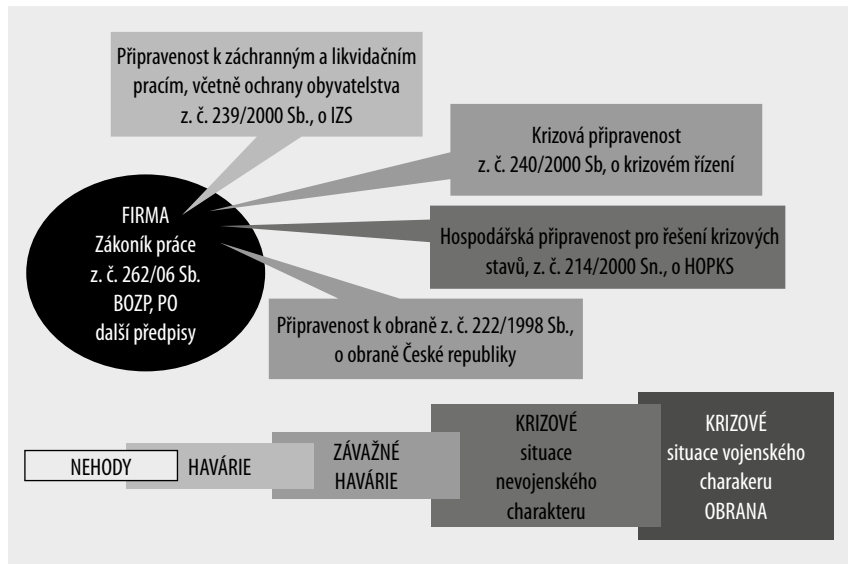 Připravenost k záchranným a likvidačním
pracím, včetně ochrany obyvatelstva
z. č. 239/2000 Sb., o IZS
Krizová připravenost
z. č. 240/2000 Sb, o krizovém řízení
FIRMA
Zákoník práce
z. č. 262/06 Sb.
BOZP, PO
další předpisy
Hospodářská připravenost pro řešení krizových
stavů, z. č. 214/2000 Sn., o HOPKS
Připravenost k obraně z. č. 222/1998 Sb.,
o obraně České republiky
NEHODY
HAVÁRIE
ZÁVAŽNÉ
HAVÁRIE
KRIZOVÉ
situace
nevojenského
charakteru
KRIZOVÉ
situace vojenského
charakeru
OBRANA